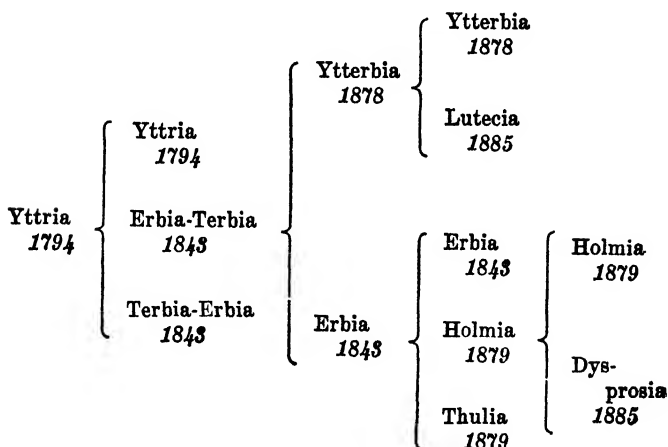 Yttria
1794
Yttria
1794
Erbia-Terbia
1843
Terbia-Erbia
1843
Ytterbia
1878
Erbia
1843
Ytterbia
1878
Lutecia
1885
Erbia
1843
Holmia
1879
Thulia
1879
Holmia
1879
Dys-
prosia
1885